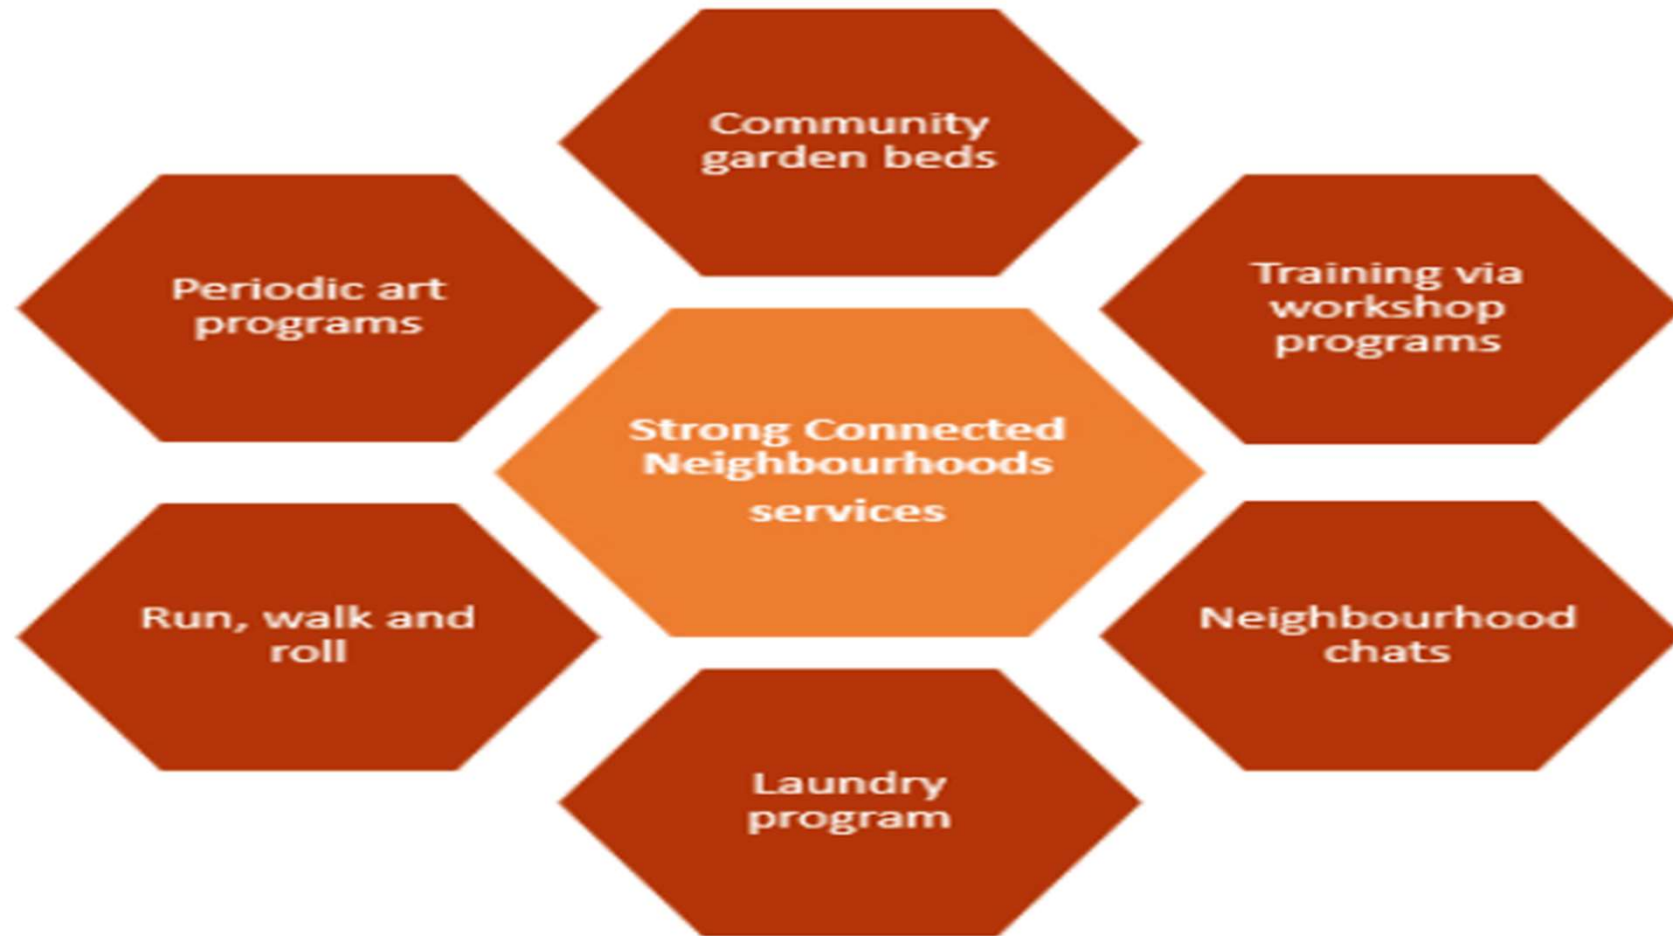 Community
garden beds
Training via
workshop
programs
Neighbourhood
chats
Laundry
program
Run, walk and
roll
Periodic art
programs
Strong Connected
Neighbourhoods
services